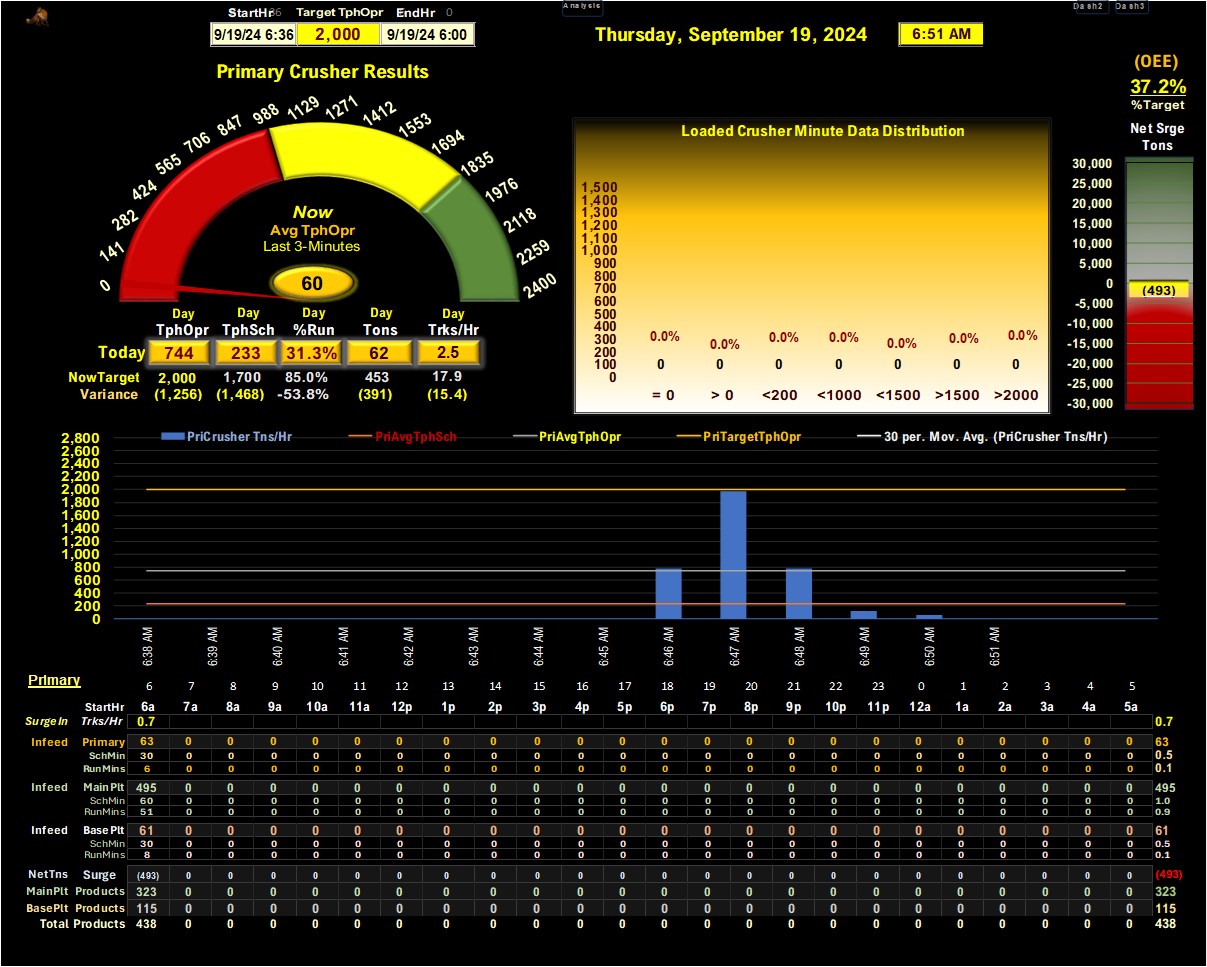 Analysis
Dash2 Dash3
StartHr 36 Target TphOpr EndHr 0
9/19/24 6:36 2,000 9/19/24 6:00
Thursday, September 19, 2024 6:51 AM
Primary Crusher Results
0 141 282 424 565 706 847 988 1129 1271 1412 1553 1694 1835 1976 2118 2259 2400
Now
Avg TphOpr
Last 3-Minutes
60
Day Day Day Day Day
TphOpr TphSch %Run Tons Trks/Hr
Today 744 233 31.3% 62 2.5
NowTarget 2,000 1,700 85.0% 453 17.9
Variance (1,256) (1,468) -53.8% (391) (15.4)
Loaded Crusher Minute Data Distribution
1,500
1,400
1,300
1,200
1,100
1,000
900
800
700
600
500
400
300
200
100
0
0.0% 0.0% 0.0% 0.0% 0.0% 0.0% 0.0%
0 0 0 0 0 0 0
= 0 > 0 <200 <1000 <1500 >1500 >2000
(OEE)
37.2%
%Target
Net Srge
Tons
30,000
25,000
20,000
15,000
10,000
5,000
0
(493)
-5,000
-10,000
-15,000
-20,000
-25,000
-30,000
PriCrusher Tns/Hr PriAvgTphSch PriAvgTphOpr PriTargetTphOpr 30 per. Mov. Avg. (PriCrusher Tns/Hr)
2,800
2,600
2,400
2,200
2,000
1,800
1,600
1,400
1,200
1,000
800
600
400
200
0
6:38 AM 6:39 AM 6:40 AM 6:41 AM 6:42 AM 6:43 AM 6:44 AM 6:45 AM 6:46 AM 6:47 AM 6:48 AM 6:49 AM 6:50 AM 6:51 AM
Primary
6 7 8 9 10 11 12 13 14 15 16 17 18 19 20 21 22 23 0 1 2 3 4 5
StartHr 6a 7a 8a 9a 10a 11a 12p 1p 2p 3p 4p 5p 6p 7p 8p 9p 10p 11p 12a 1a 2a 3a 4a 5a
SurgeIn Trks/Hr 0.7 0.7
Infeed Primary 63 0 0 0 0 0 0 0 0 0 0 0 0 0 0 0 0 0 0 0 0 0 0 0 63
SchMin 30 0 0 0 0 0 0 0 0 0 0 0 0 0 0 0 0 0 0 0 0 0 0 0 0.5
RunMins 6 0 0 0 0 0 0 0 0 0 0 0 0 0 0 0 0 0 0 0 0 0 0 0 0.1
Infeed MainPlt 495 0 0 0 0 0 0 0 0 0 0 0 0 0 0 0 0 0 0 0 0 0 0 0 495
SchMin 60 0 0 0 0 0 0 0 0 0 0 0 0 0 0 0 0 0 0 0 0 0 0 0 1.0
RunMins 51 0 0 0 0 0 0 0 0 0 0 0 0 0 0 0 0 0 0 0 0 0 0 0 0.9
Infeed BasePlt 61 0 0 0 0 0 0 0 0 0 0 0 0 0 0 0 0 0 0 0 0 0 0 0 61
SchMin 30 0 0 0 0 0 0 0 0 0 0 0 0 0 0 0 0 0 0 0 0 0 0 0 0.5
RunMins 8 0 0 0 0 0 0 0 0 0 0 0 0 0 0 0 0 0 0 0 0 0 0 0 0.1
NetTns Surge (493) 0 0 0 0 0 0 0 0 0 0 0 0 0 0 0 0 0 0 0 0 0 0 0 (493)
MainPlt Products 323 0 0 0 0 0 0 0 0 0 0 0 0 0 0 0 0 0 0 0 0 0 0 0 323
BasePlt Products 115 0 0 0 0 0 0 0 0 0 0 0 0 0 0 0 0 0 0 0 0 0 0 0 115
Total Products 438 0 0 0 0 0 0 0 0 0 0 0 0 0 0 0 0 0 0 0 0 0 0 0 438